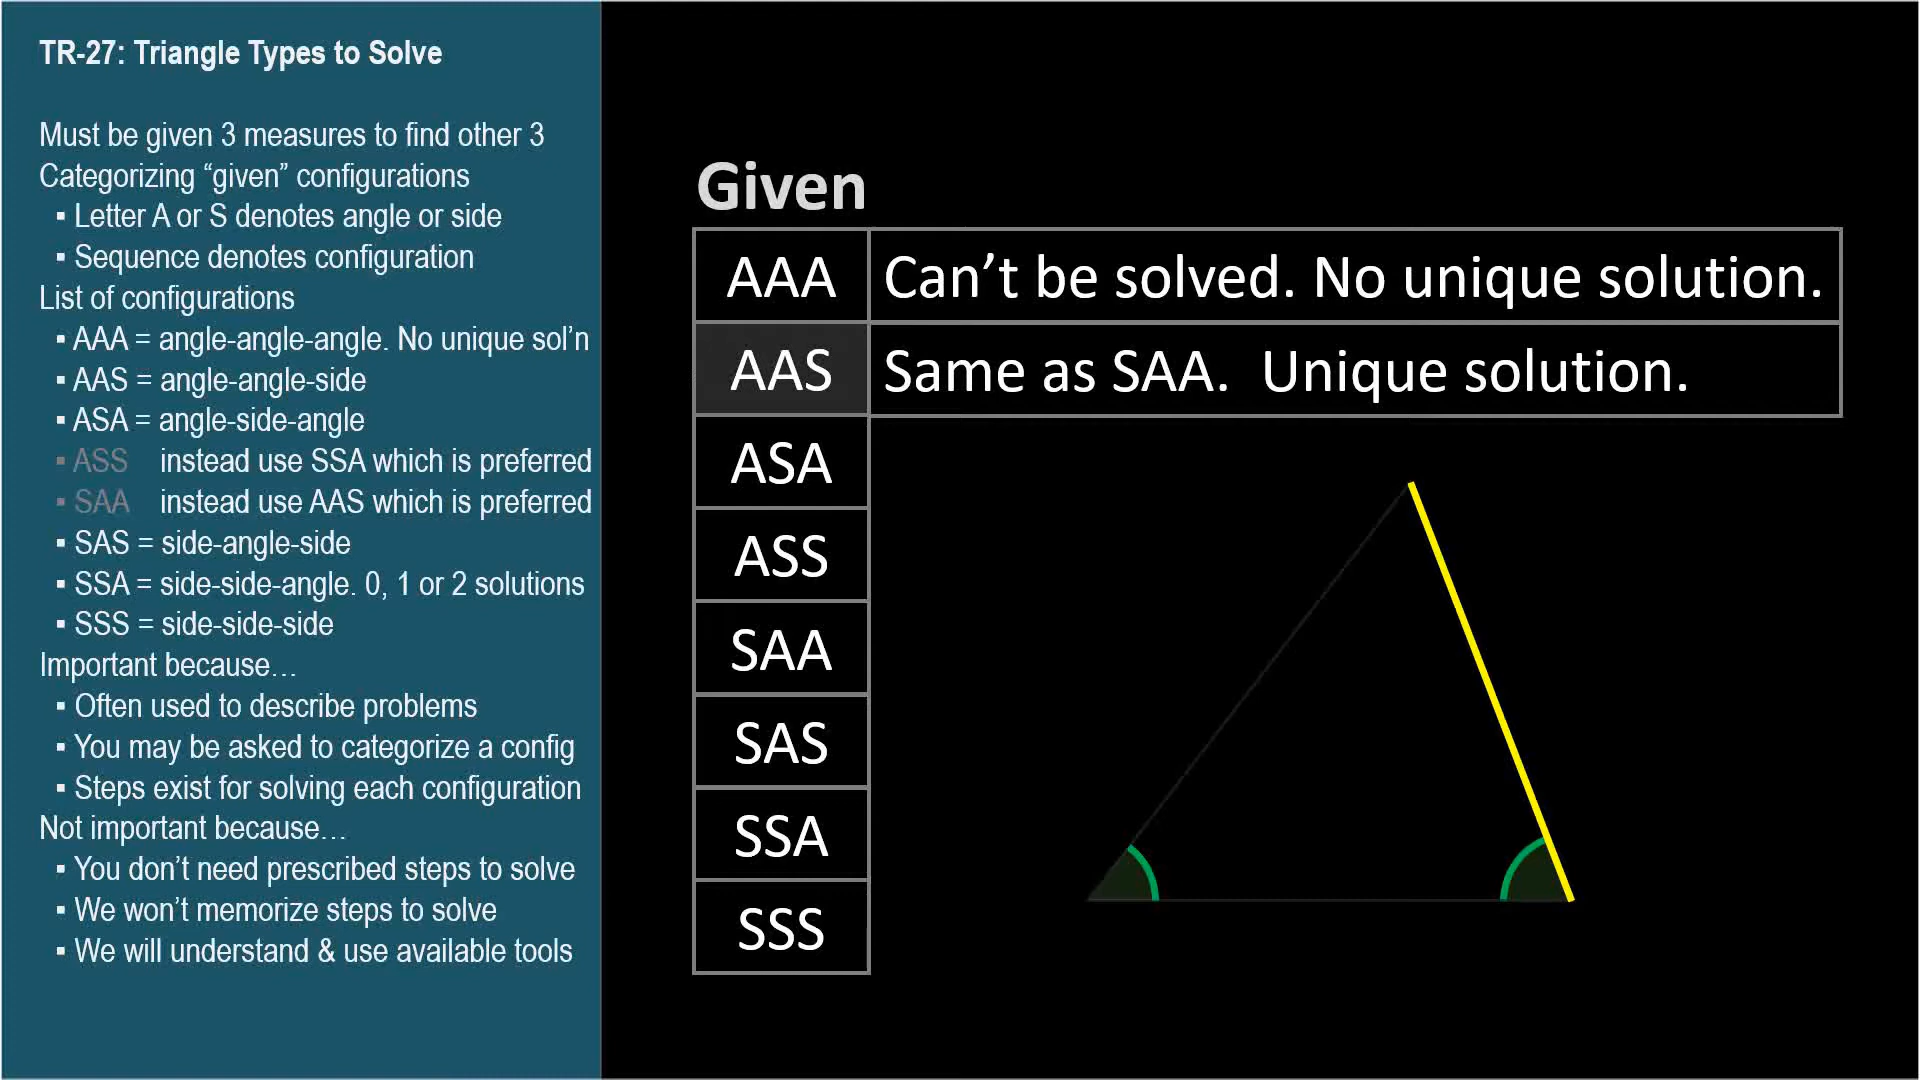 TR-27: Triangle Types to Solve
Must be given 3 measures to find other 3
Categorizing “given” configurations
▪ Letter A or S denotes angle or side
▪ Sequence denotes configuration
List of configurations
▪ AAA = angle-angle-angle. No unique sol’n
▪ AAS = angle-angle-side
▪ ASA = angle-side-angle
▪ ASS instead use SSA which is preferred
▪ SAA instead use AAS which is preferred
▪ SAS = side-angle-side
▪ SSA = side-side-angle. 0, 1 or 2 solutions
▪ SSS = side-side-side
Important because…
▪ Often used to describe problems
▪ You may be asked to categorize a config
▪ Steps exist for solving each configuration
Not important because…
▪ You don’t need prescribed steps to solve
▪ We won’t memorize steps to solve
▪ We will understand & use available tools
Given
AAA Can’t be solved. No unique solution.
AAS Same as SAA. Unique solution.
ASA
ASS
SAA
SAS
SSA
SSS